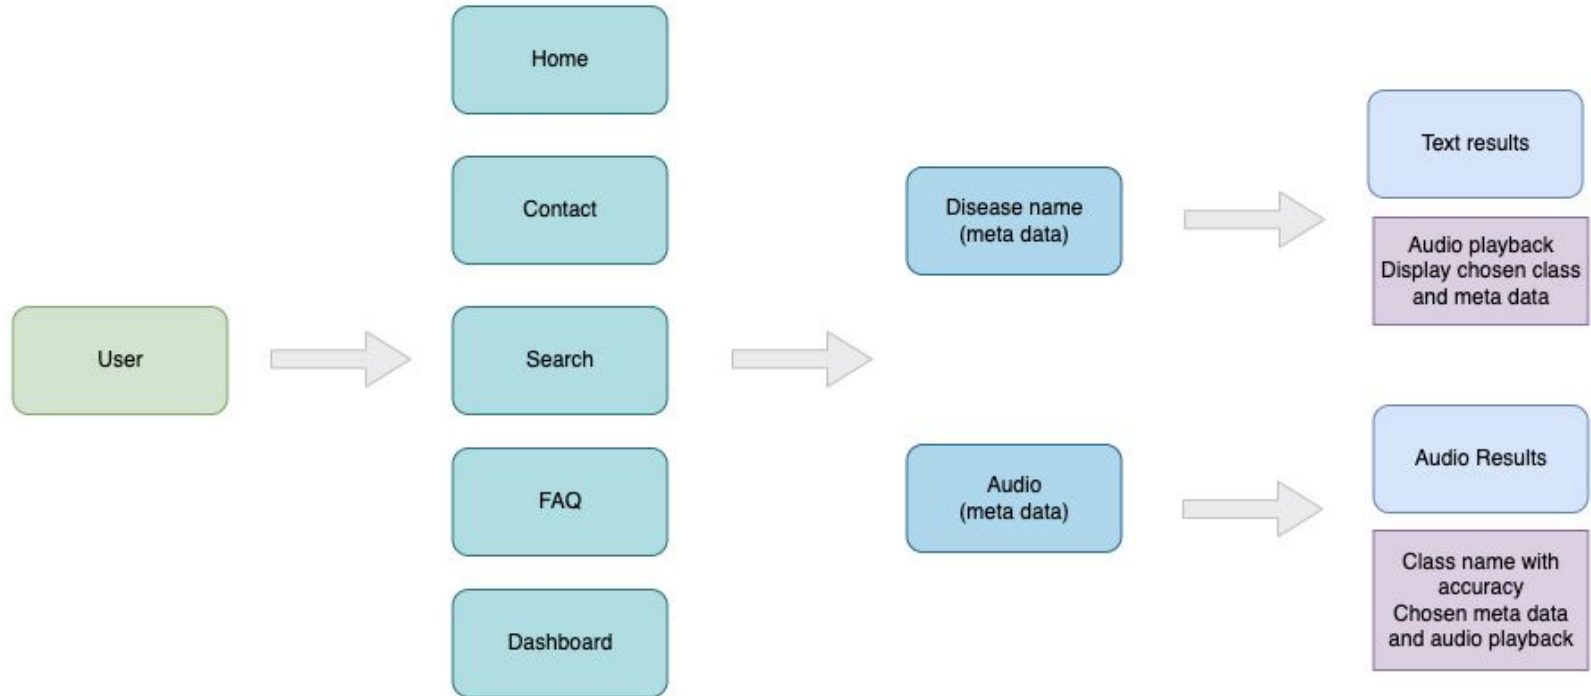 Home
Contact
User
Search
FAQ
Dashboard
Disease name
(meta data)
Audio
(meta data)
Text results
Audio playback
Display chosen class
and meta data
Audio Results
Class name with
accuracy
Chosen meta data
and audio playback